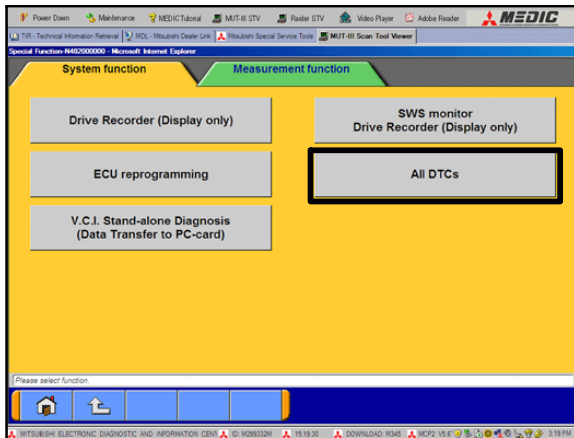 Power Down Maintenance MEDIC Tutorial MUT-III STV Raider STV Video Player Adobe Reader MEDIC
TIR - Technical Information Retrieval MDL - Mitsubishi Dealer Link Mitsubishi Special Service Tools MUT-III Scan Tool Viewer
Special Function-N402000000 - Microsoft Internet Explorer
System function Measurement function
Drive Recorder (Display only)
SWS monitor
Drive Recorder (Display only)
ECU reprogramming
All DTCs
V.C.I. Stand-alone Diagnosis
(Data Transfer to PC-card)
Please select function.
MITSUBISHI ELECTRONIC DIAGNOSTIC AND INFORMATION CENT ID: M299332M 15:19:30 DOWNLOAD: M345 MCP2 V5.6 3:19 PM